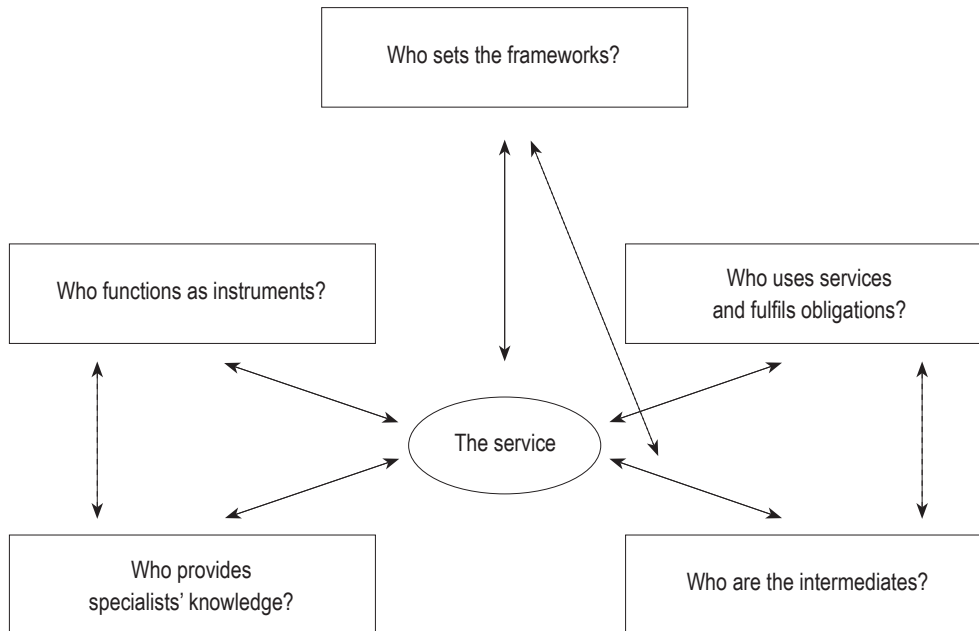 Who sets the frameworks?
Who functions as instruments?
Who uses services
and fulfils obligations?
The service
Who provides
specialists’ knowledge?
Who are the intermediates?